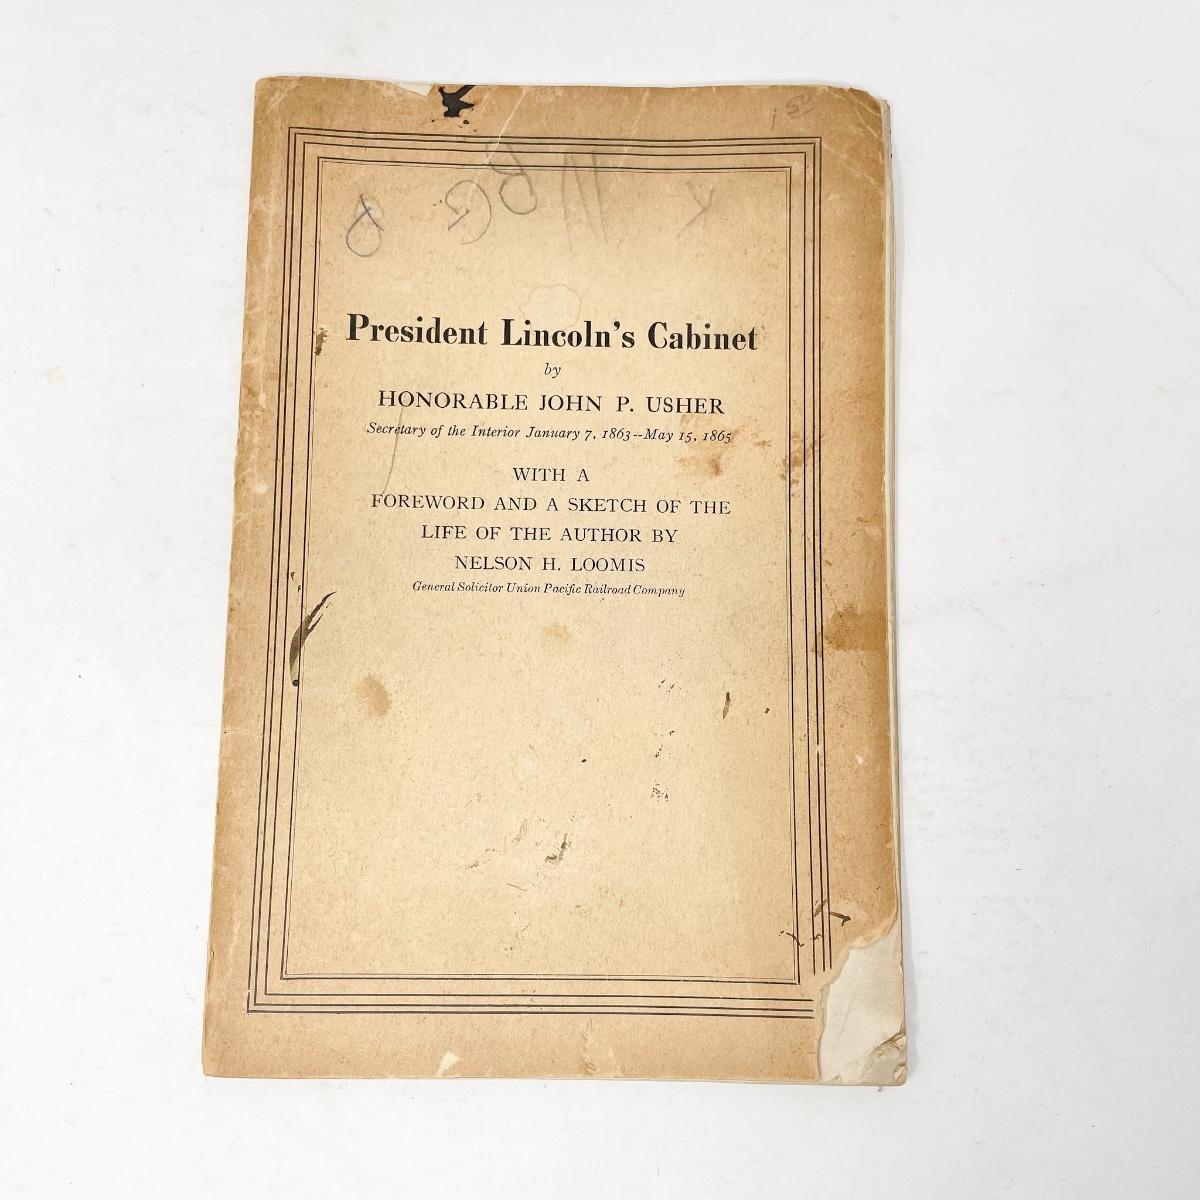 President Lincoln's Cabinet
by
HONORABLE JOHN P. USHER
Secretary of the Interior January 7, 1863--May 15, 1865
WITH A
FOREWORD AND A SKETCH OF THE
LIFE OF THE AUTHOR BY
NELSON H. LOOMIS
General Solicitor Union Pacific Railroad Company